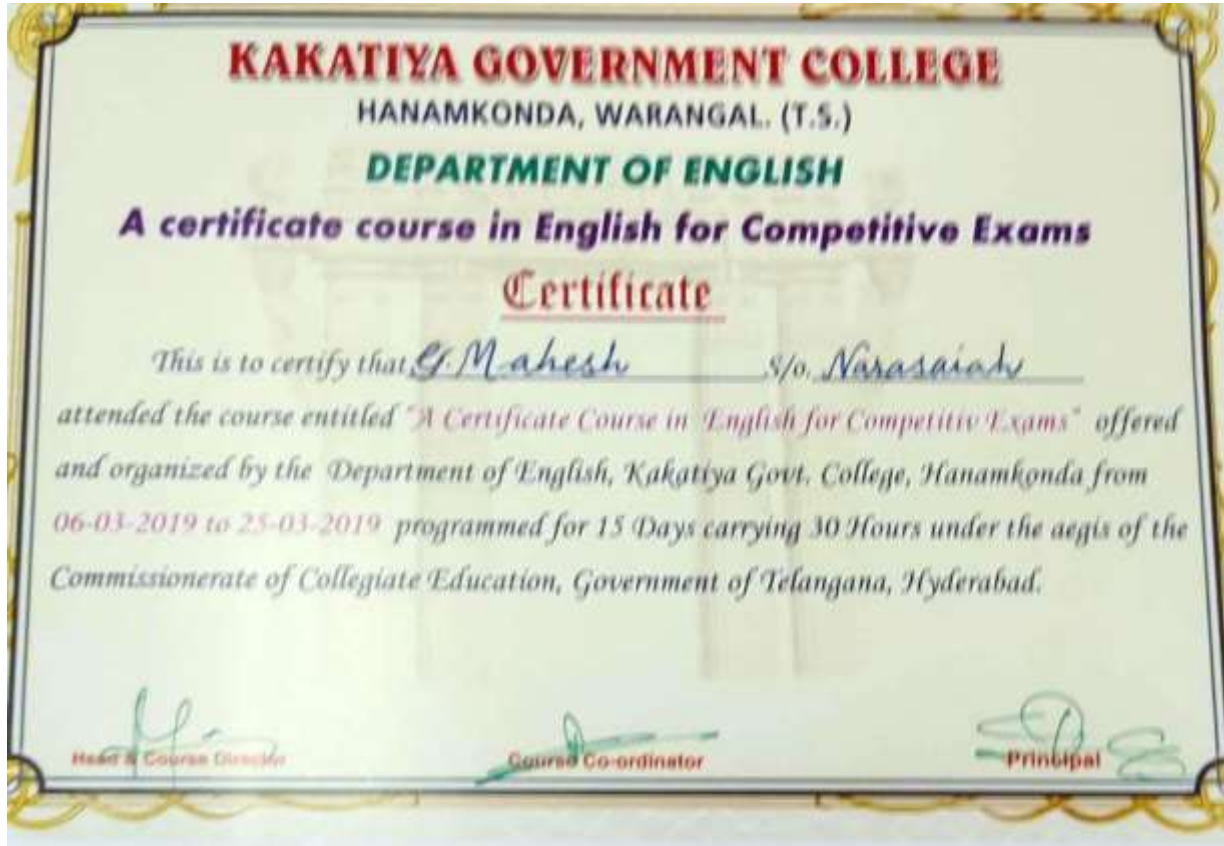 KAKATIYA GOVERNMENT COLLEGE
HANAMKONDA, WARANGAL. (T.S.)
DEPARTMENT OF ENGLISH
A certificate course in English for Competitive Exams
Certificate
This is to certify that G. Mahesh S/o. Narasaiah
attended the course entitled "A Certificate Course in English for Competitiv Exams" offered
and organized by the Department of English, Kakatiya Govt. College, Hanamkonda from
06-03-2019 to 25-03-2019 programmed for 15 Days carrying 30 Hours under the aegis of the
Commissionerate of Collegiate Education, Government of Telangana, Hyderabad.
Head & Course Director Course Co-ordinator Principal